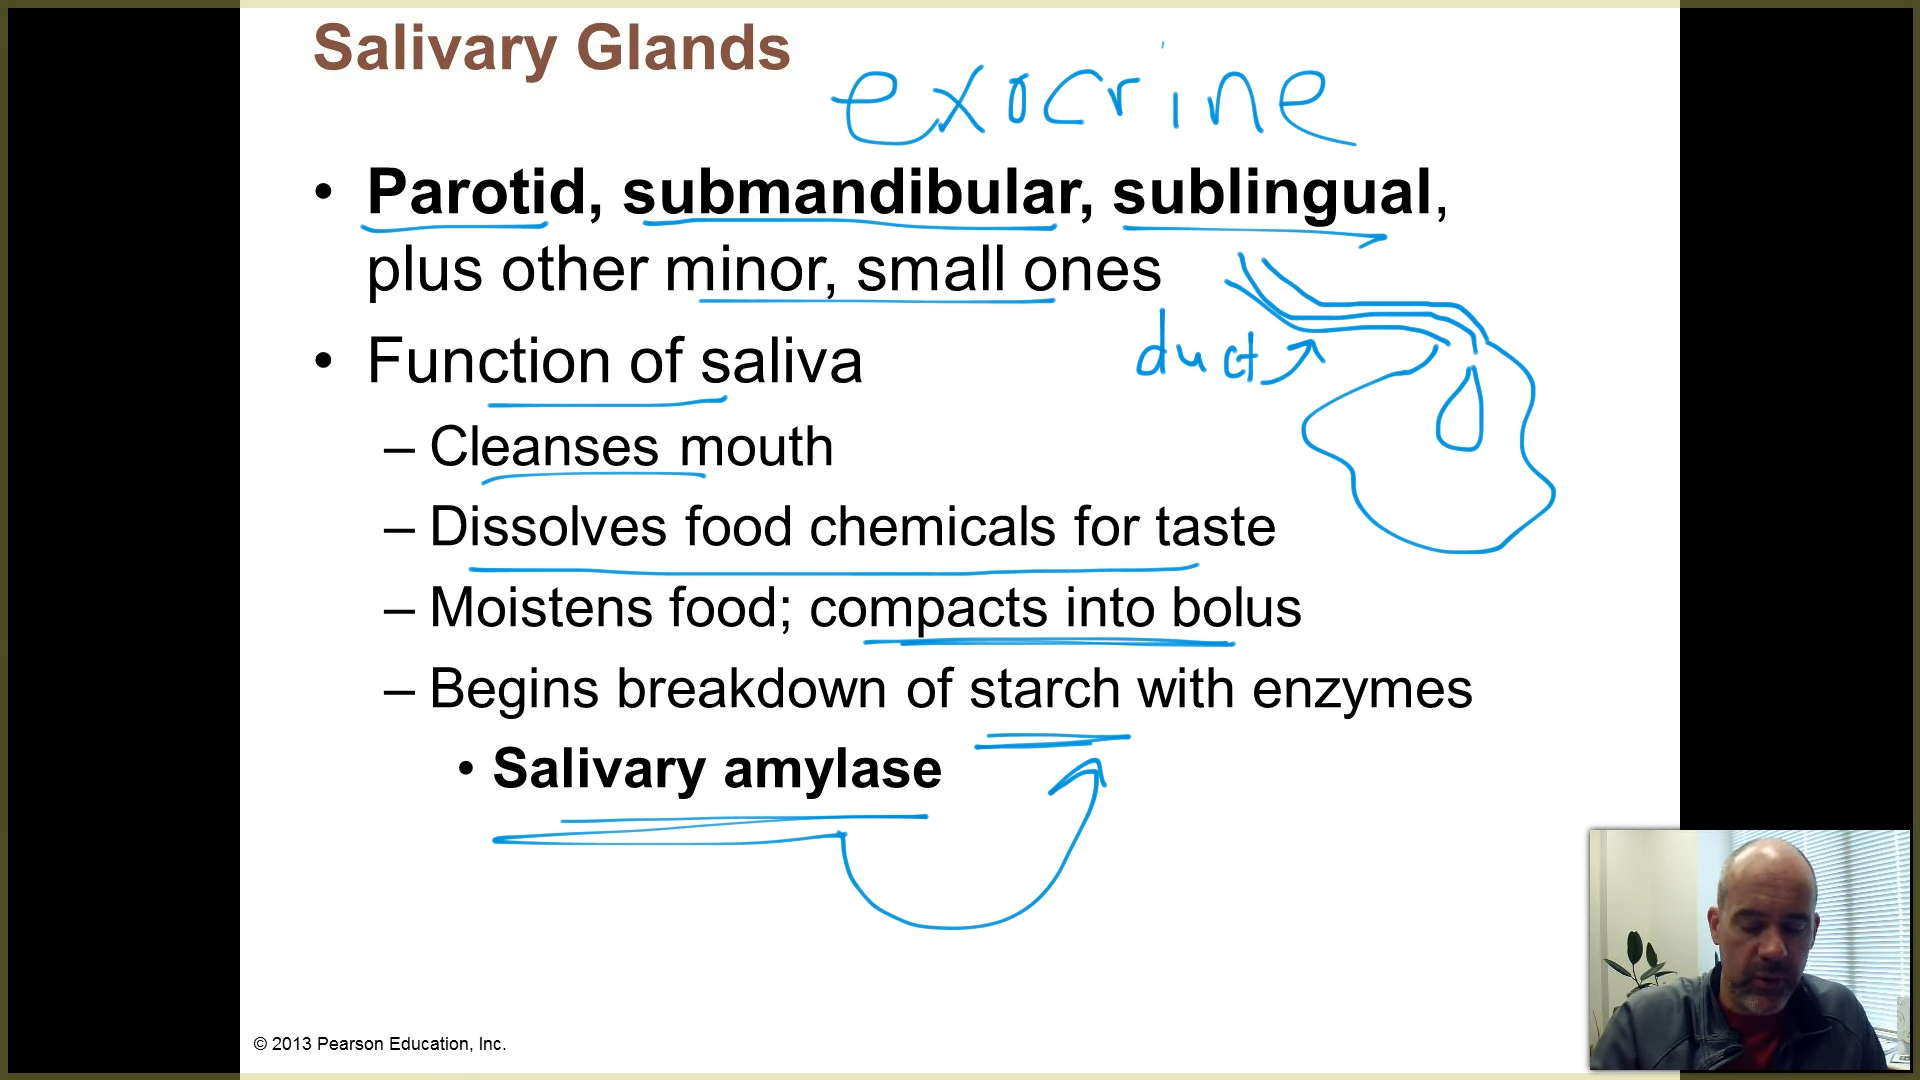 Salivary Glands
exocrine
• Parotid, submandibular, sublingual,
plus other minor, small ones
duct
• Function of saliva
– Cleanses mouth
– Dissolves food chemicals for taste
– Moistens food; compacts into bolus
– Begins breakdown of starch with enzymes
• Salivary amylase
© 2013 Pearson Education, Inc.